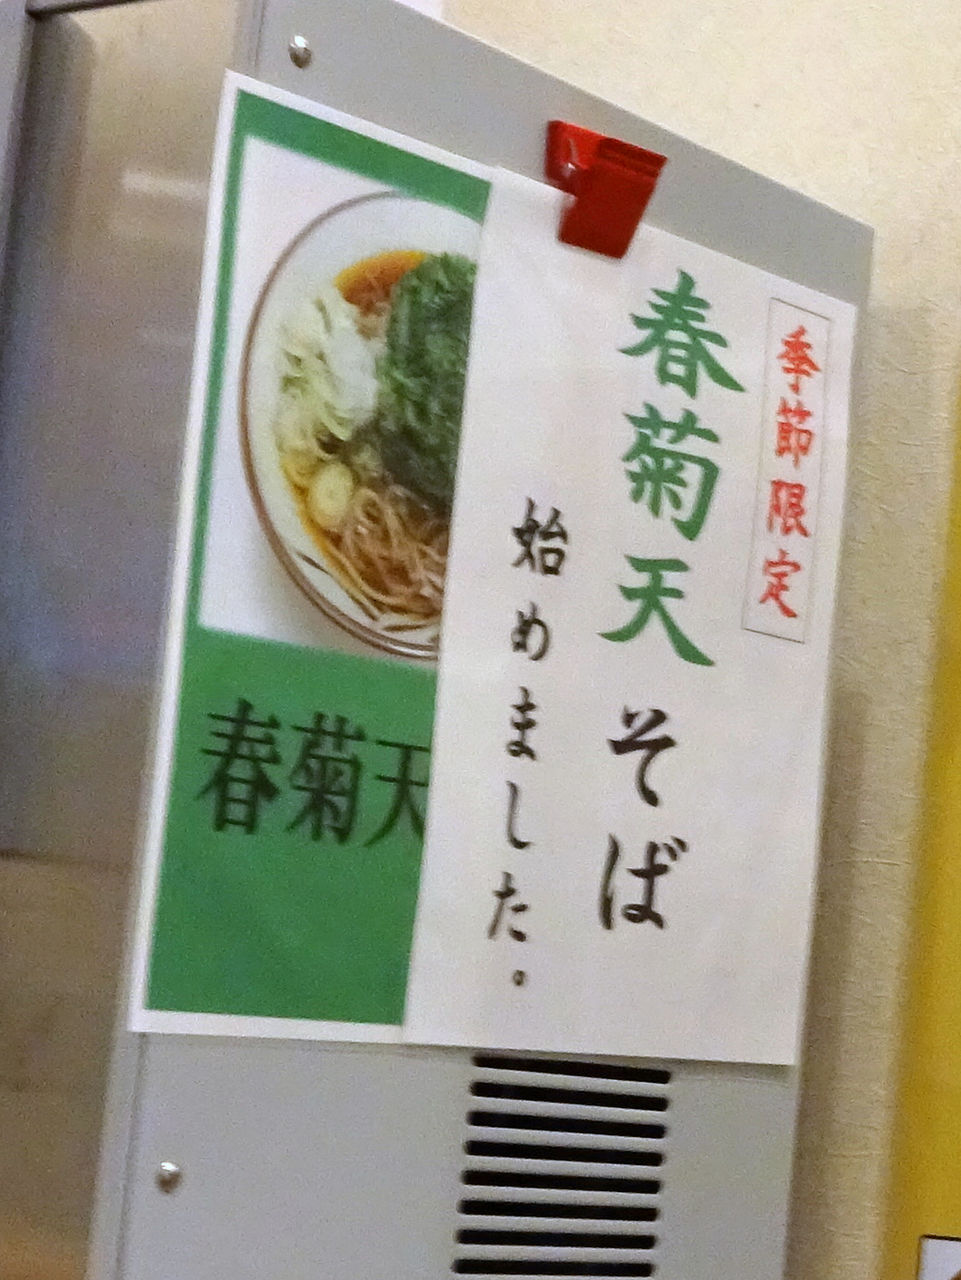 季節限定
春菊天そば
始めました。
春菊天